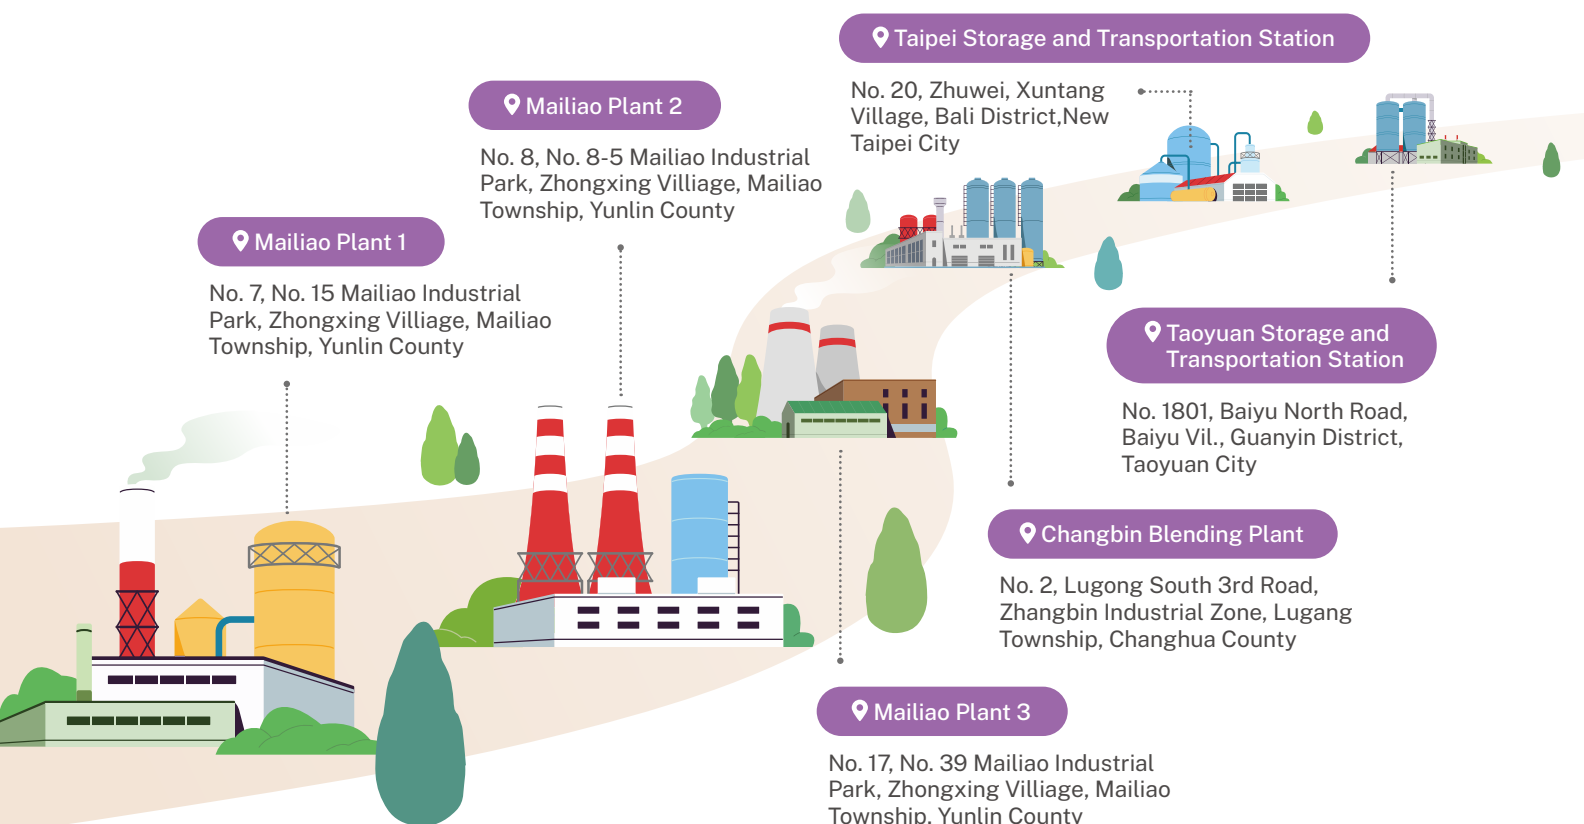 Taipei Storage and Transportation Station
No. 20, Zhuwei, Xuntang
Village, Bali District,New
Taipei City
Mailiao Plant 2
No. 8, No. 8-5 Mailiao Industrial
Park, Zhongxing Villiage, Mailiao
Township, Yunlin County
Mailiao Plant 1
No. 7, No. 15 Mailiao Industrial
Park, Zhongxing Villiage, Mailiao
Township, Yunlin County
Taoyuan Storage and
Transportation Station
No. 1801, Baiyu North Road,
Baiyu Vil., Guanyin District,
Taoyuan City
Changbin Blending Plant
No. 2, Lugong South 3rd Road,
Zhangbin Industrial Zone, Lugang
Township, Changhua County
Mailiao Plant 3
No. 17, No. 39 Mailiao Industrial
Park, Zhongxing Villiage, Mailiao
Township, Yunlin County